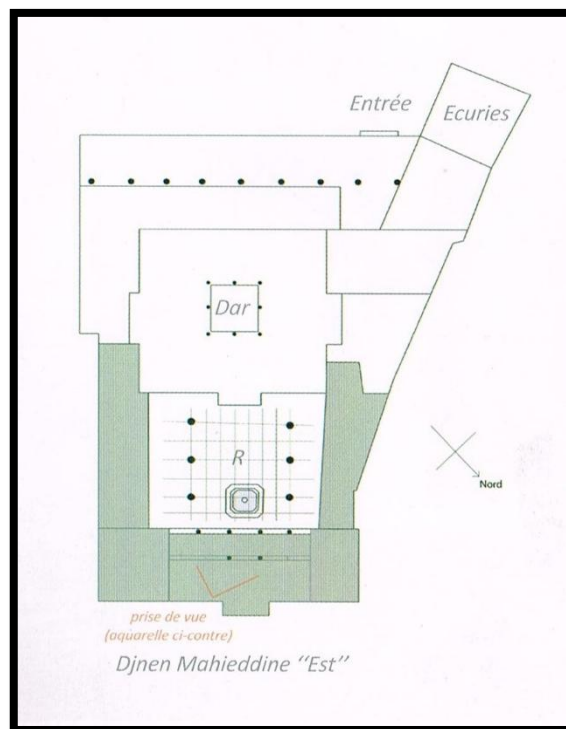 Entrée
Ecuries
Dar
R
Nord
prise de vue
(aquarelle ci-contre)
Djnen Mahieddine "Est"